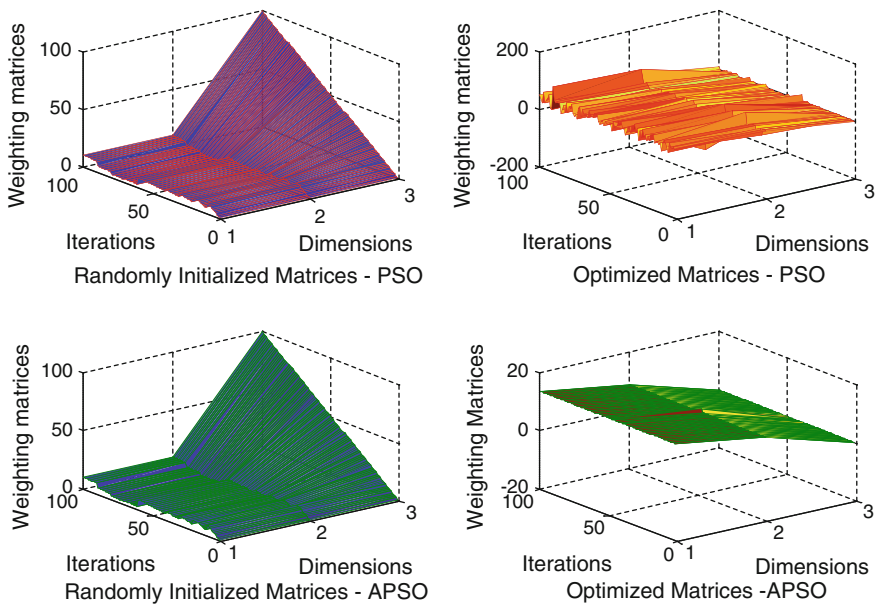 Weighting matrices
100
50
0
100
50
0
1
2
3
Iterations
Dimensions
Randomly Initialized Matrices - PSO
Weighting matrices
200
100
0
-200
100
50
0
1
2
3
Iterations
Dimensions
Optimized Matrices - PSO
Weighting matrices
100
50
0
100
50
0
1
2
3
Iterations
Dimensions
Randomly Initialized Matrices - APSO
Weighting Matrices
20
10
0
-20
100
50
0
1
2
3
Iterations
Dimensions
Optimized Matrices -APSO